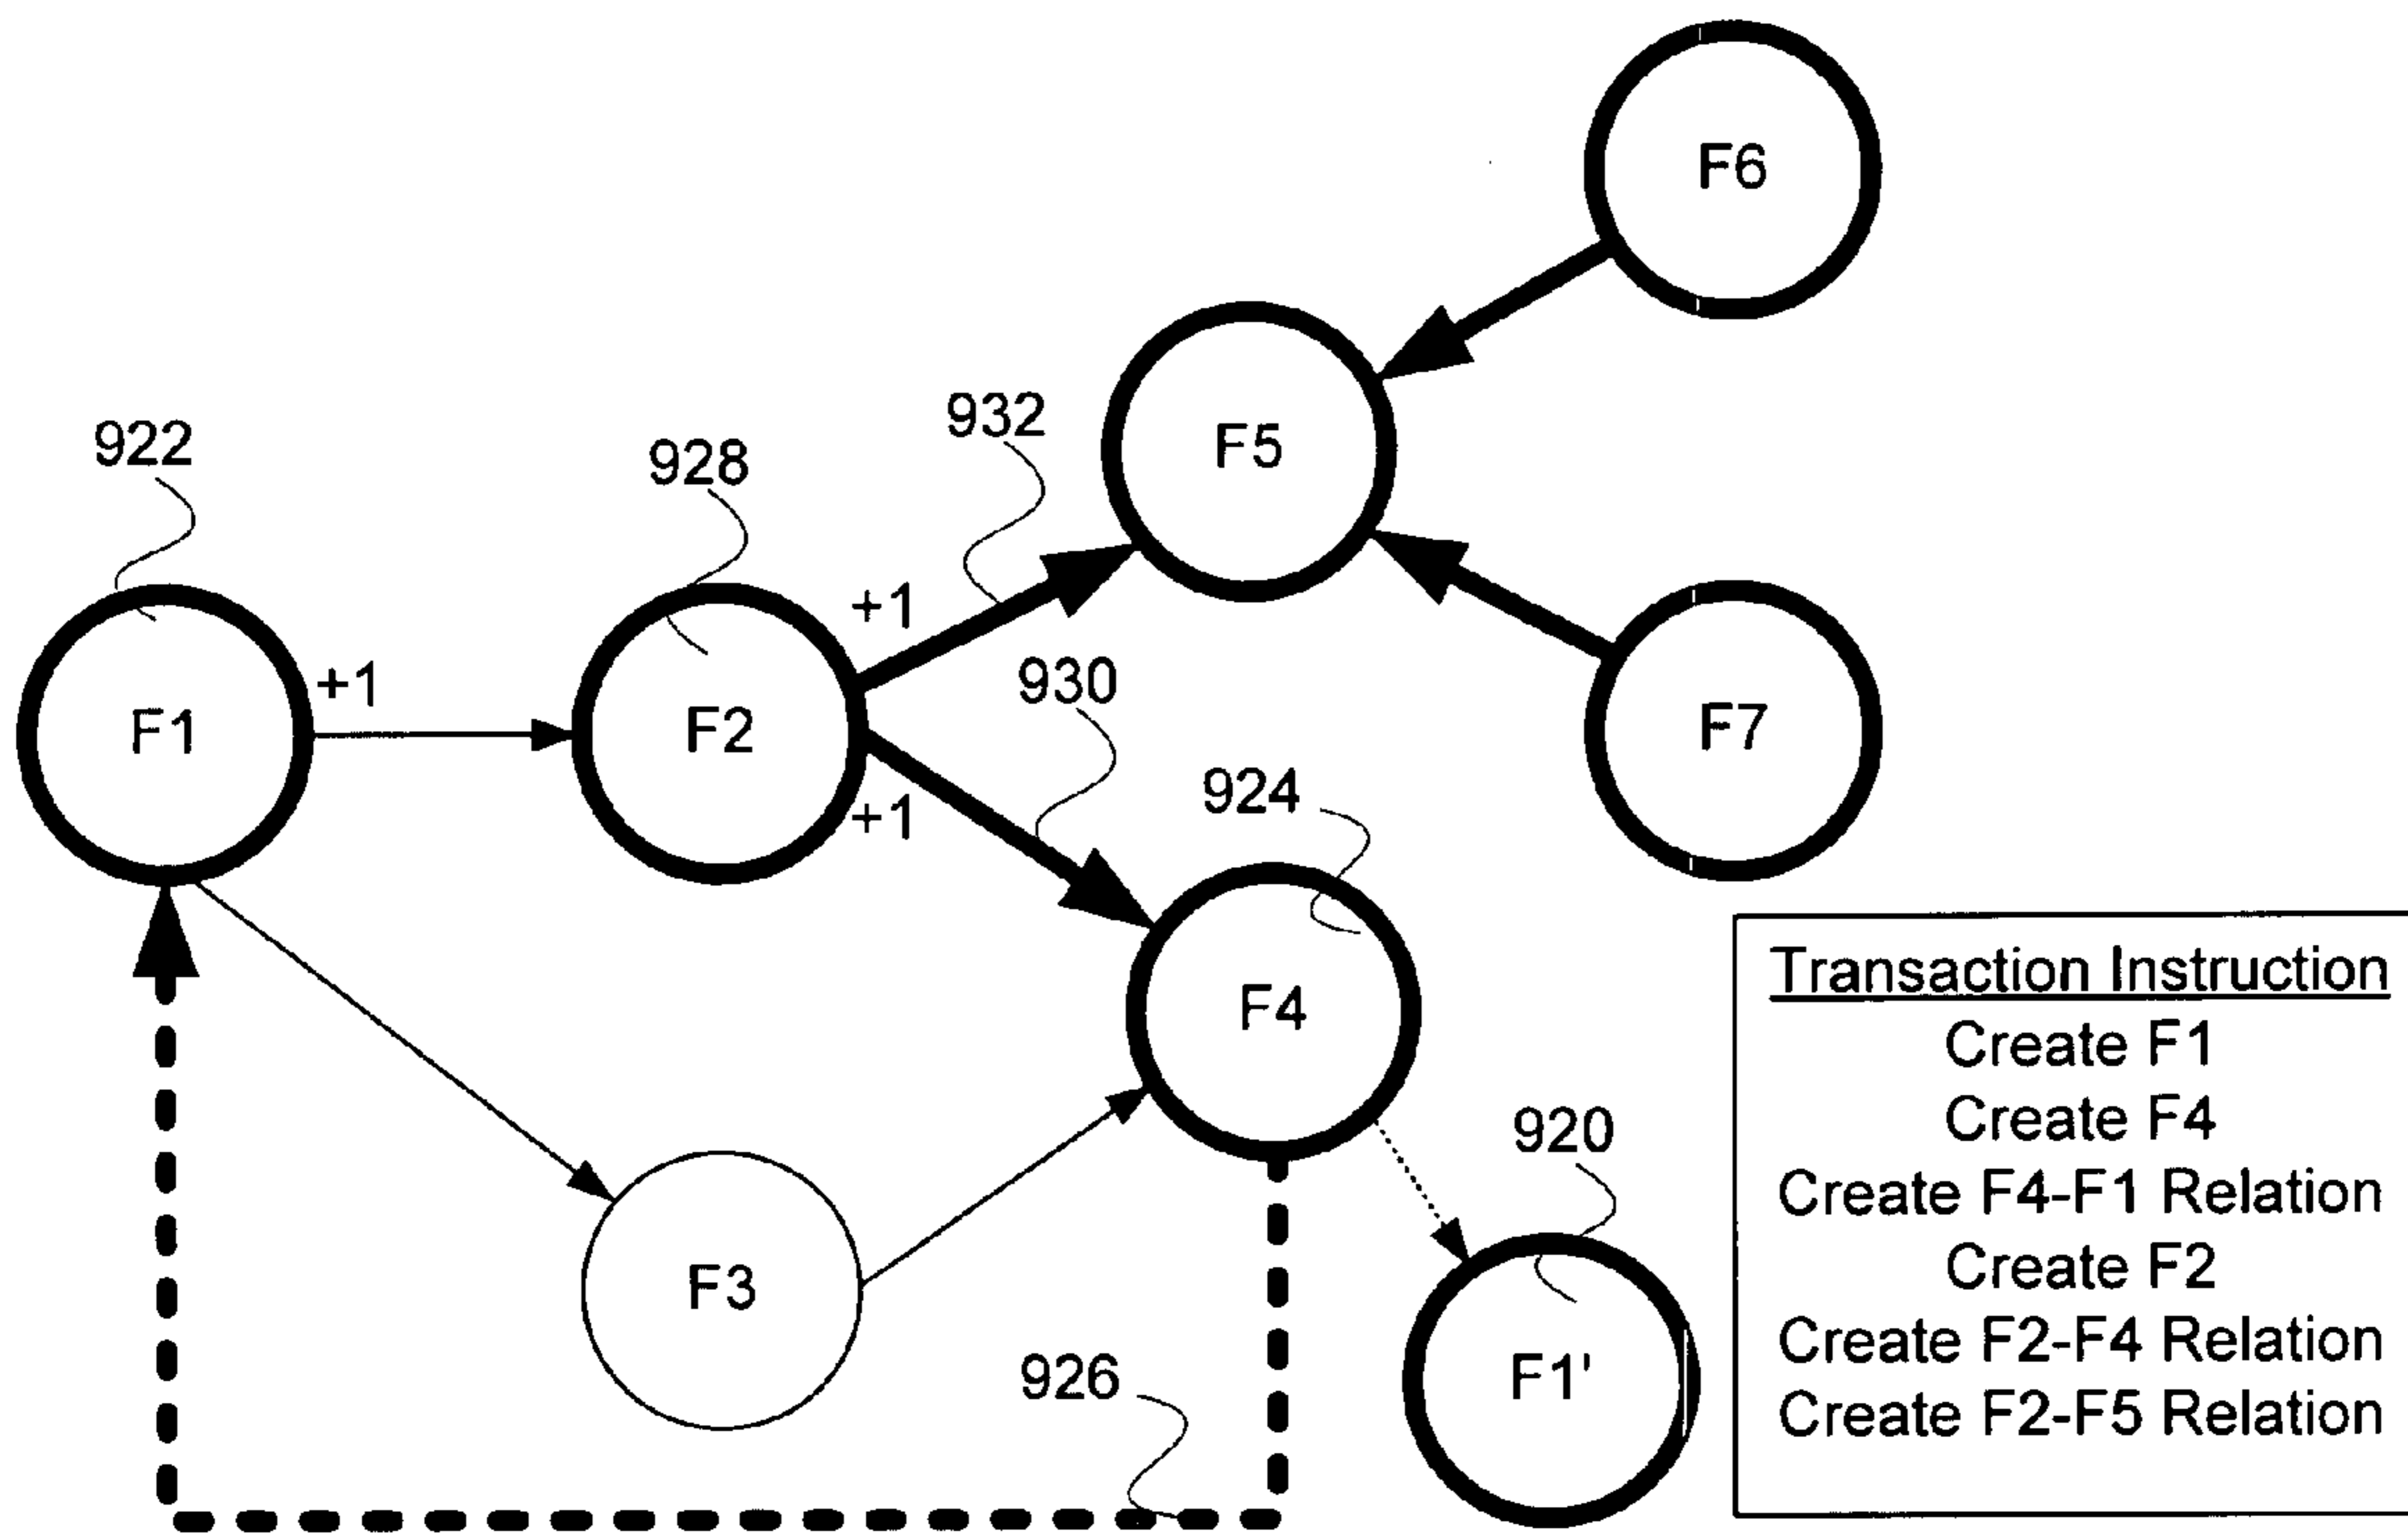 F6
932
F5
922
928
+1
930
+1
F1
F2
F7
924
+1
F4
Transaction Instruction
Create F1
Create F4
Create F4-F1 Relation
Create F2
Create F2-F4 Relation
Create F2-F5 Relation
920
F3
926
F1'